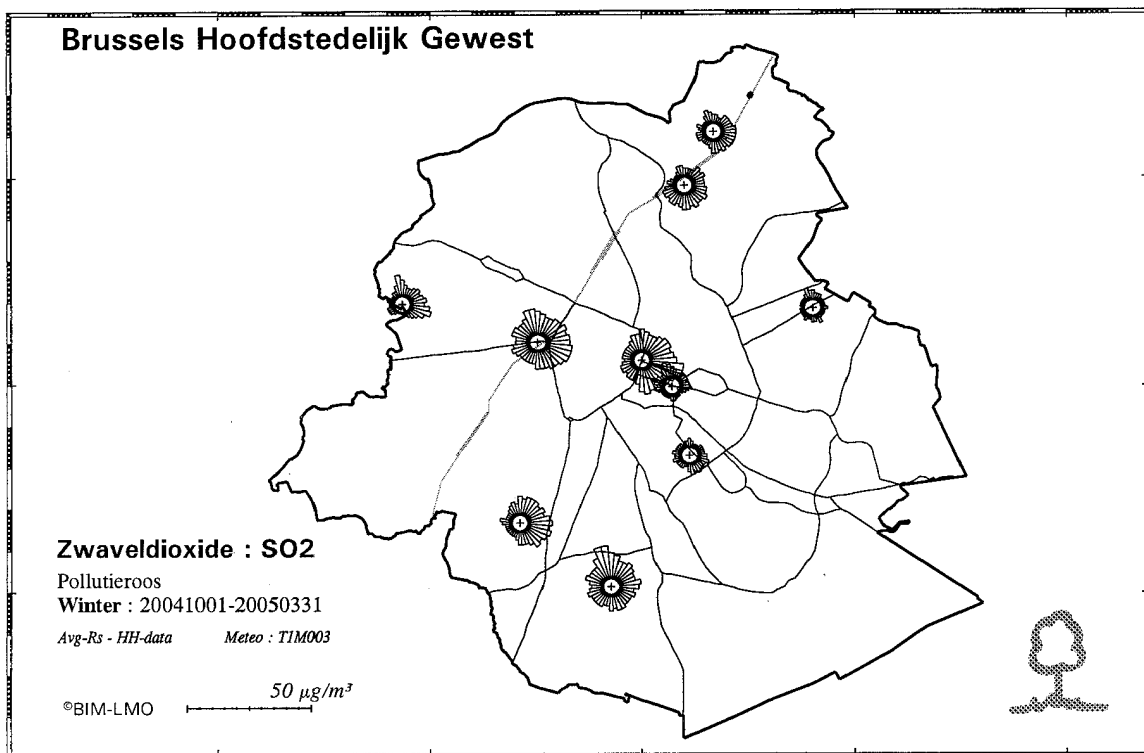 Brussels Hoofdstedelijk Gewest
Zwaveldioxide : SO2
Pollutieroos
Winter : 20041001-20050331
Avg-Rs - HH-data Meteo : T1M003
50 µg/m³
©BIM-LMO